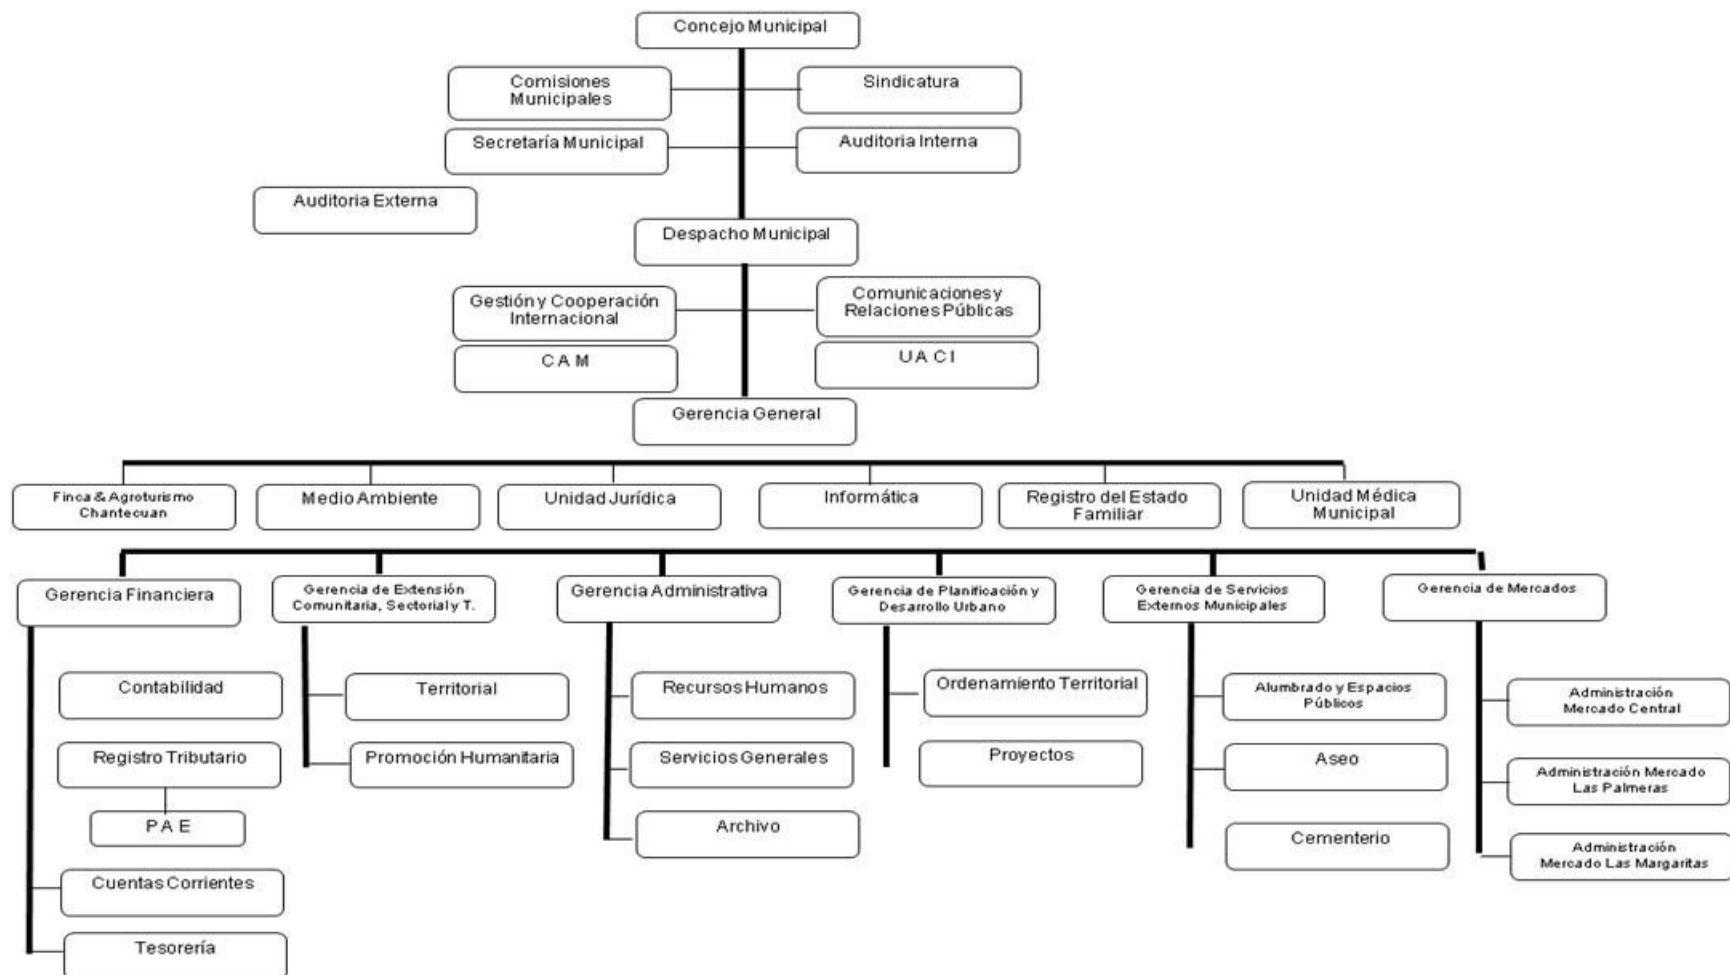 Concejo Municipal
Comisiones
Municipales
Sindicatura
Secretaría Municipal
Auditoria Interna
Auditoria Externa
Despacho Municipal
Gestión y Cooperación
Internacional
Comunicaciones y
Relaciones Públicas
C A M
U A C I
Gerencia General
Finca & Agroturismo
Chantecuan
Medio Ambiente
Unidad Jurídica
Informática
Registro del Estado
Familiar
Unidad Médica
Municipal
Gerencia Financiera
Gerencia de Extensión
Comunitaria, Sectorial y T.
Gerencia Administrativa
Gerencia de Planificación y
Desarrollo Urbano
Gerencia de Servicios
Externos Municipales
Gerencia de Mercados
Contabilidad
Registro Tributario
P A E
Cuentas Corrientes
Tesorería
Territorial
Promoción Humanitaria
Recursos Humanos
Servicios Generales
Archivo
Ordenamiento Territorial
Proyectos
Alumbrado y Espacios
Públicos
Aseo
Cementerio
Administración
Mercado Central
Administración Mercado
Las Palmeras
Administración
Mercado Las Margaritas